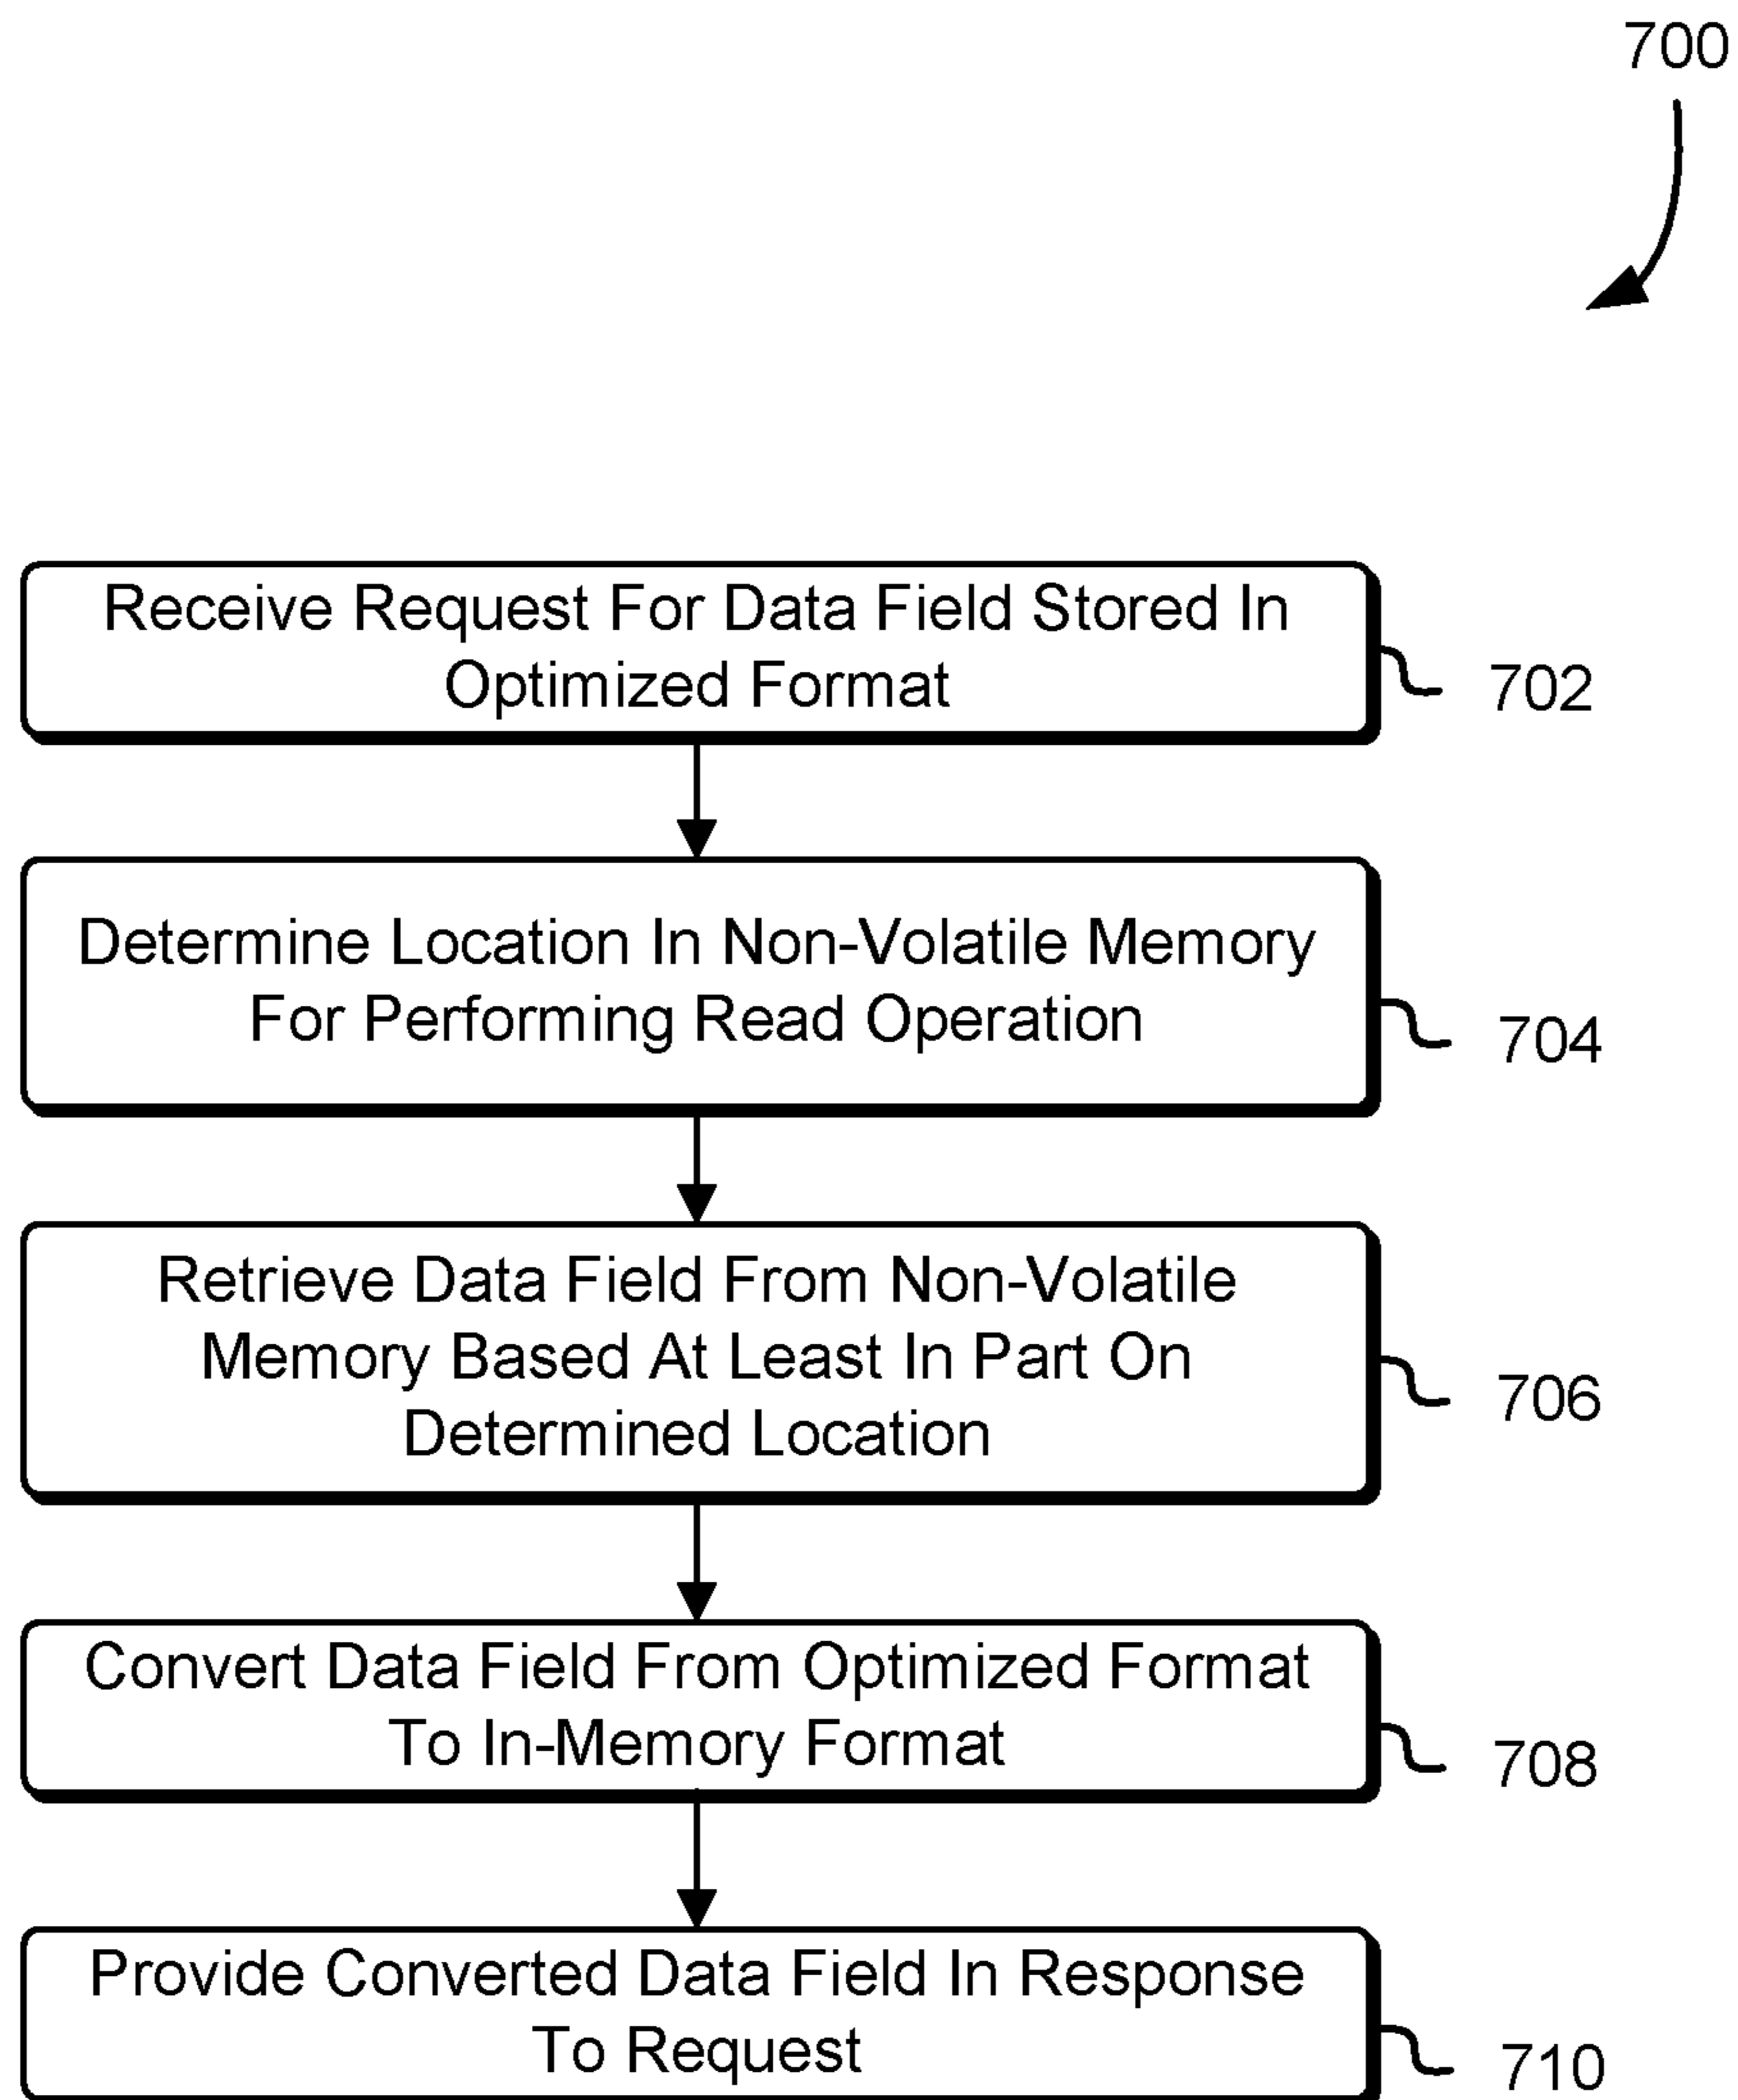 700
Receive Request For Data Field Stored In
Optimized Format
702
Determine Location In Non-Volatile Memory
For Performing Read Operation
704
Retrieve Data Field From Non-Volatile
Memory Based At Least In Part On
Determined Location
706
Convert Data Field From Optimized Format
To In-Memory Format
708
Provide Converted Data Field In Response
To Request
710